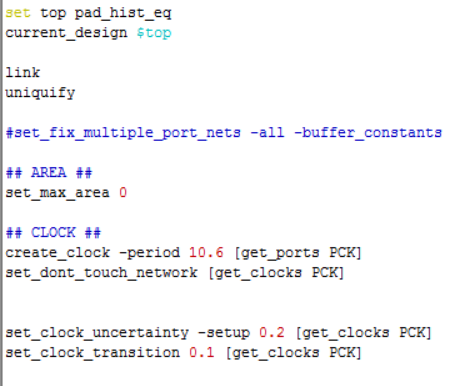 set top pad_hist_eq
current_design $top
link
uniquify
#set_fix_multiple_port_nets -all -buffer_constants
## AREA ##
set_max_area 0
## CLOCK ##
create_clock -period 10.6 [get_ports PCK]
set_dont_touch_network [get_clocks PCK]
set_clock_uncertainty -setup 0.2 [get_clocks PCK]
set_clock_transition 0.1 [get_clocks PCK]